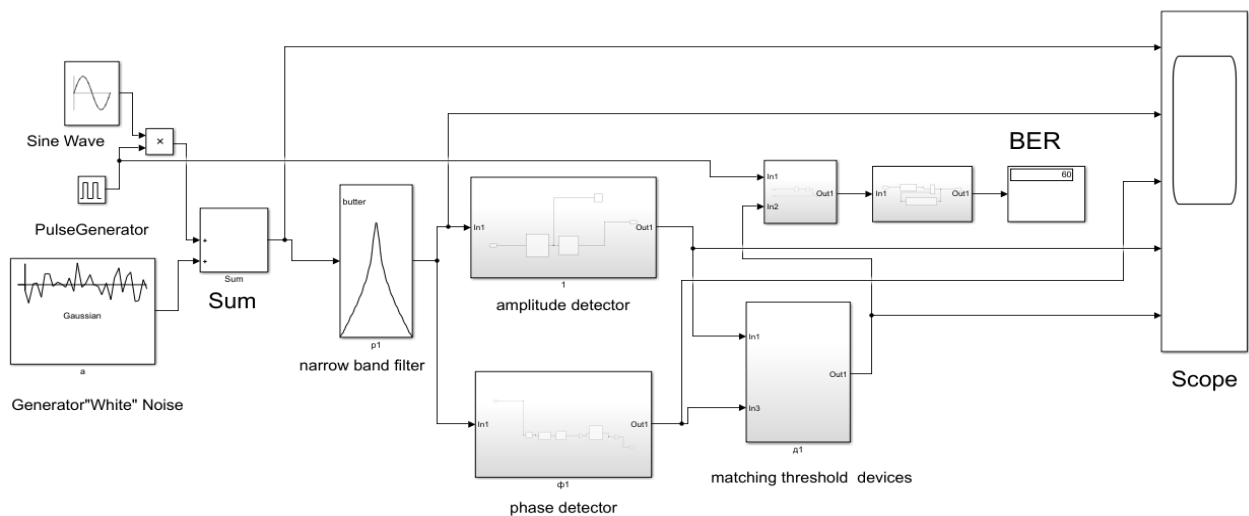 Sine Wave
×
PulseGenerator
Gaussian
a
Generator"White" Noise
+
+
Sum
Sum
butter
p1
narrow band filter
In1
Out1
1
amplitude detector
In1
Out1
ф1
phase detector
In1
In3
Out1
д1
matching threshold devices
In1
In2
Out1
In1
Out1
BER
60
Scope